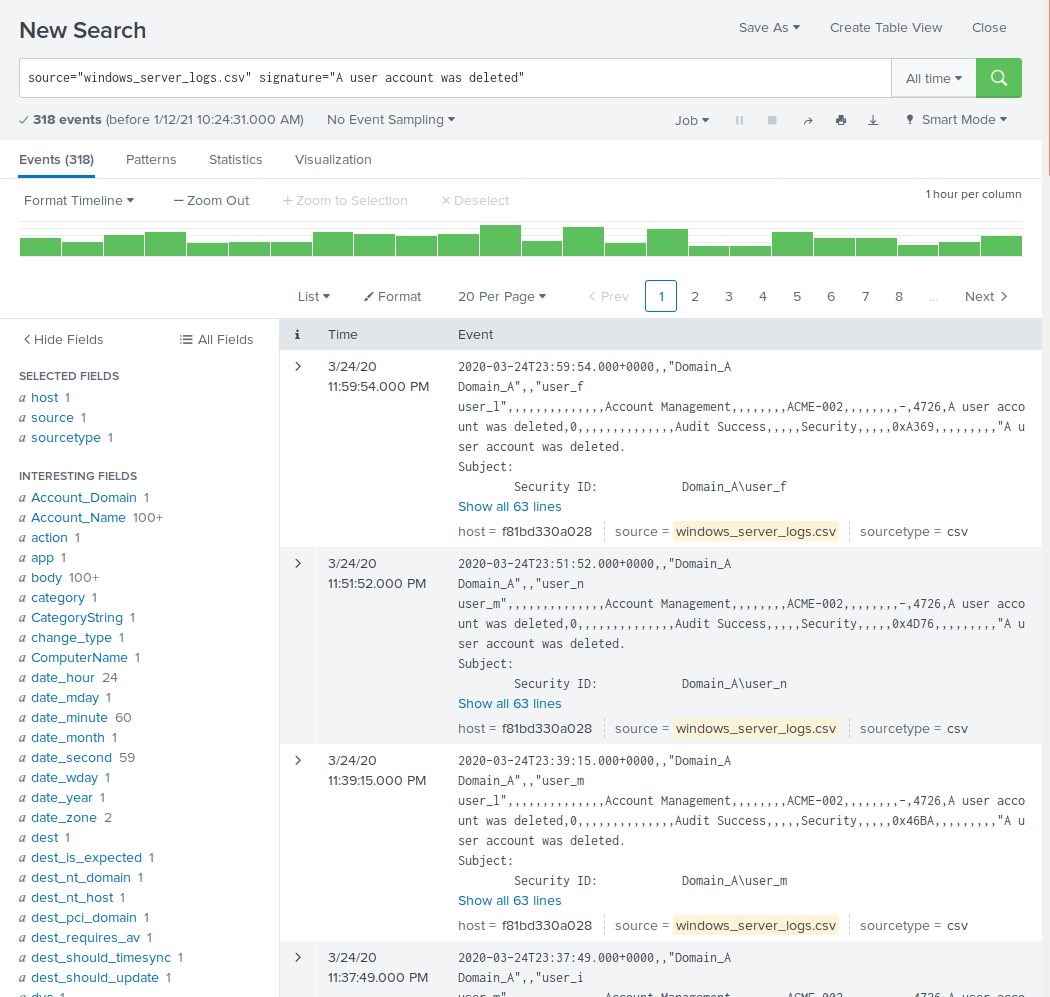 New Search
Save As
Create Table View
Close
source="windows_server_logs.csv" signature="A user account was deleted"
All time
318 events (before 1/12/21 10:24:31.000 AM)
No Event Sampling
Job
Smart Mode
Events (318)
Patterns
Statistics
Visualization
Format Timeline
— Zoom Out
+ Zoom to Selection
× Deselect
1 hour per column
List
Format
20 Per Page
< Prev
1
2
3
4
5
6
7
8
...
Next >
< Hide Fields
All Fields
SELECTED FIELDS
a host 1
a source 1
a sourcetype 1
INTERESTING FIELDS
a Account_Domain 1
a Account_Name 100+
a action 1
a app 1
a body 100+
a category 1
a CategoryString 1
a change_type 1
a ComputerName 1
a date_hour 24
a date_mday 1
a date_minute 60
a date_month 1
a date_second 59
a date_wday 1
a date_year 1
a date_zone 2
a dest 1
a dest_is_expected 1
a dest_nt_domain 1
a dest_nt_host 1
a dest_pci_domain 1
a dest_requires_av 1
a dest_should_timesync 1
a dest_should_update 1
a dvc 1
i
Time
Event
3/24/20
11:59:54.000 PM
2020-03-24T23:59:54.000+0000,,"Domain_A
Domain_A",,"user_f
user_l",,,,,,,,,,,,,,Account Management,,,,,,,,ACME-002,,,,,,,,-,4726,A user acco
unt was deleted,0,,,,,,,,,,,,,,Audit Success,,,,,Security,,,,,0xA369,,,,,,,,,"A u
ser account was deleted.
Subject:
Security ID: Domain_A\user_f
Show all 63 lines
host = f81bd330a028
source = windows_server_logs.csv
sourcetype = csv
3/24/20
11:51:52.000 PM
2020-03-24T23:51:52.000+0000,,"Domain_A
Domain_A",,"user_n
user_m",,,,,,,,,,,,,,Account Management,,,,,,,,ACME-002,,,,,,,,-,4726,A user acco
unt was deleted,0,,,,,,,,,,,,,,Audit Success,,,,,Security,,,,,0x4D76,,,,,,,,,"A u
ser account was deleted.
Subject:
Security ID: Domain_A\user_n
Show all 63 lines
host = f81bd330a028
source = windows_server_logs.csv
sourcetype = csv
3/24/20
11:39:15.000 PM
2020-03-24T23:39:15.000+0000,,"Domain_A
Domain_A",,"user_m
user_l",,,,,,,,,,,,,,Account Management,,,,,,,,ACME-002,,,,,,,,-,4726,A user acco
unt was deleted,0,,,,,,,,,,,,,,Audit Success,,,,,Security,,,,,0x46BA,,,,,,,,,"A u
ser account was deleted.
Subject:
Security ID: Domain_A\user_m
Show all 63 lines
host = f81bd330a028
source = windows_server_logs.csv
sourcetype = csv
3/24/20
11:37:49.000 PM
2020-03-24T23:37:49.000+0000,,"Domain_A
Domain_A",,"user_i